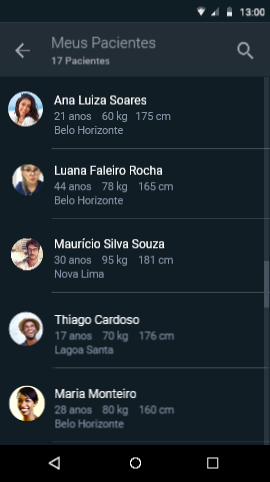 13:00
Meus Pacientes
17 Pacientes
Ana Luiza Soares
21 anos 60 kg 175 cm
Belo Horizonte
Luana Faleiro Rocha
44 anos 78 kg 165 cm
Belo Horizonte
Maurício Silva Souza
30 anos 95 kg 181 cm
Nova Lima
Thiago Cardoso
17 anos 70 kg 176 cm
Lagoa Santa
Maria Monteiro
28 anos 80 kg 160 cm
Belo Horizonte